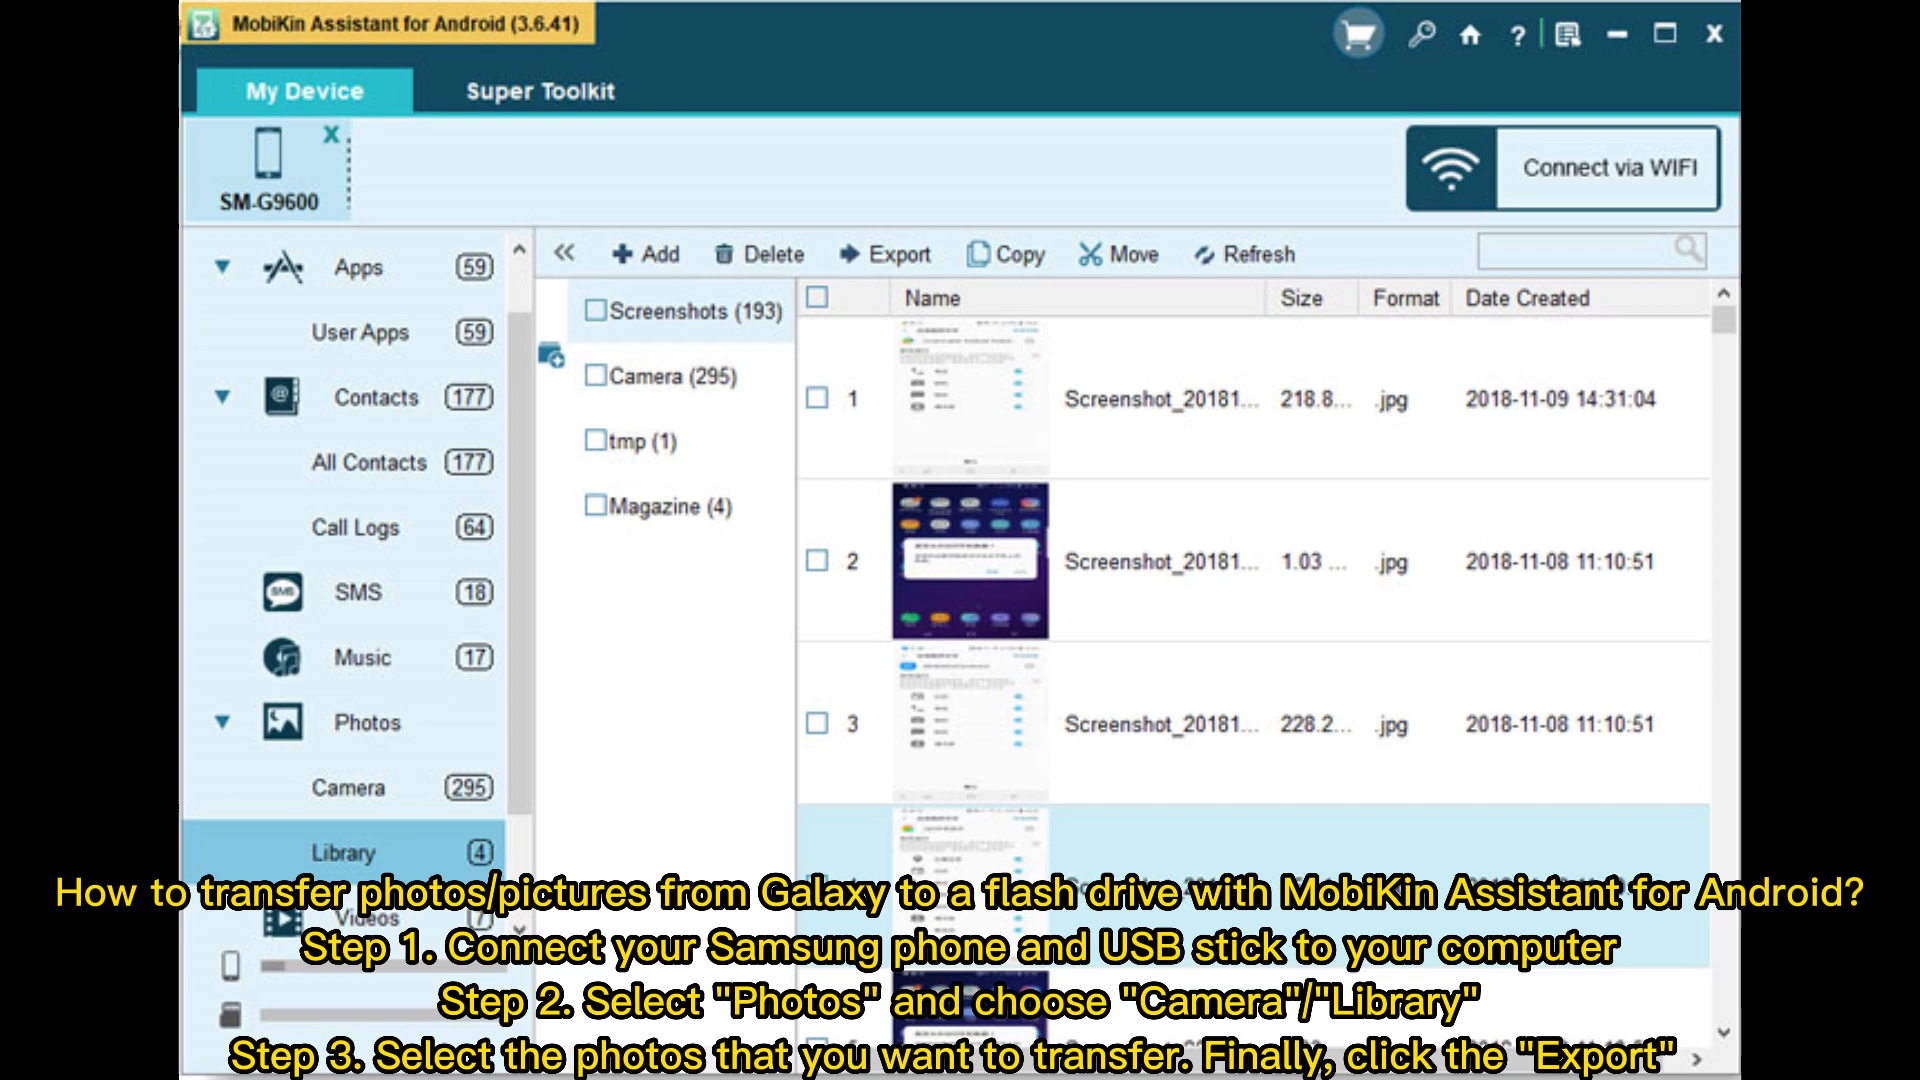 MobiKin Assistant for Android (3.6.41)
?
X
My Device
Super Toolkit
X
SM-G9600
Connect via WIFI
Add
Delete
Export
Copy
Move
Refresh
Apps 59
User Apps 59
Contacts 177
All Contacts 177
Call Logs 64
SMS 18
Music 17
Photos
Camera 295
Library 4
Videos 7
Screenshots (193)
Camera (295)
tmp (1)
Magazine (4)
Name Size Format Date Created
1 Screenshot_20181... 218.8... .jpg 2018-11-09 14:31:04
2 Screenshot_20181... 1.03 ... .jpg 2018-11-08 11:10:51
3 Screenshot_20181... 228.2... .jpg 2018-11-08 11:10:51
How to transfer photos/pictures from Galaxy to a flash drive with MobiKin Assistant for Android?
Step 1. Connect your Samsung phone and USB stick to your computer
Step 2. Select "Photos" and choose "Camera"/"Library"
Step 3. Select the photos that you want to transfer. Finally, click the "Export"